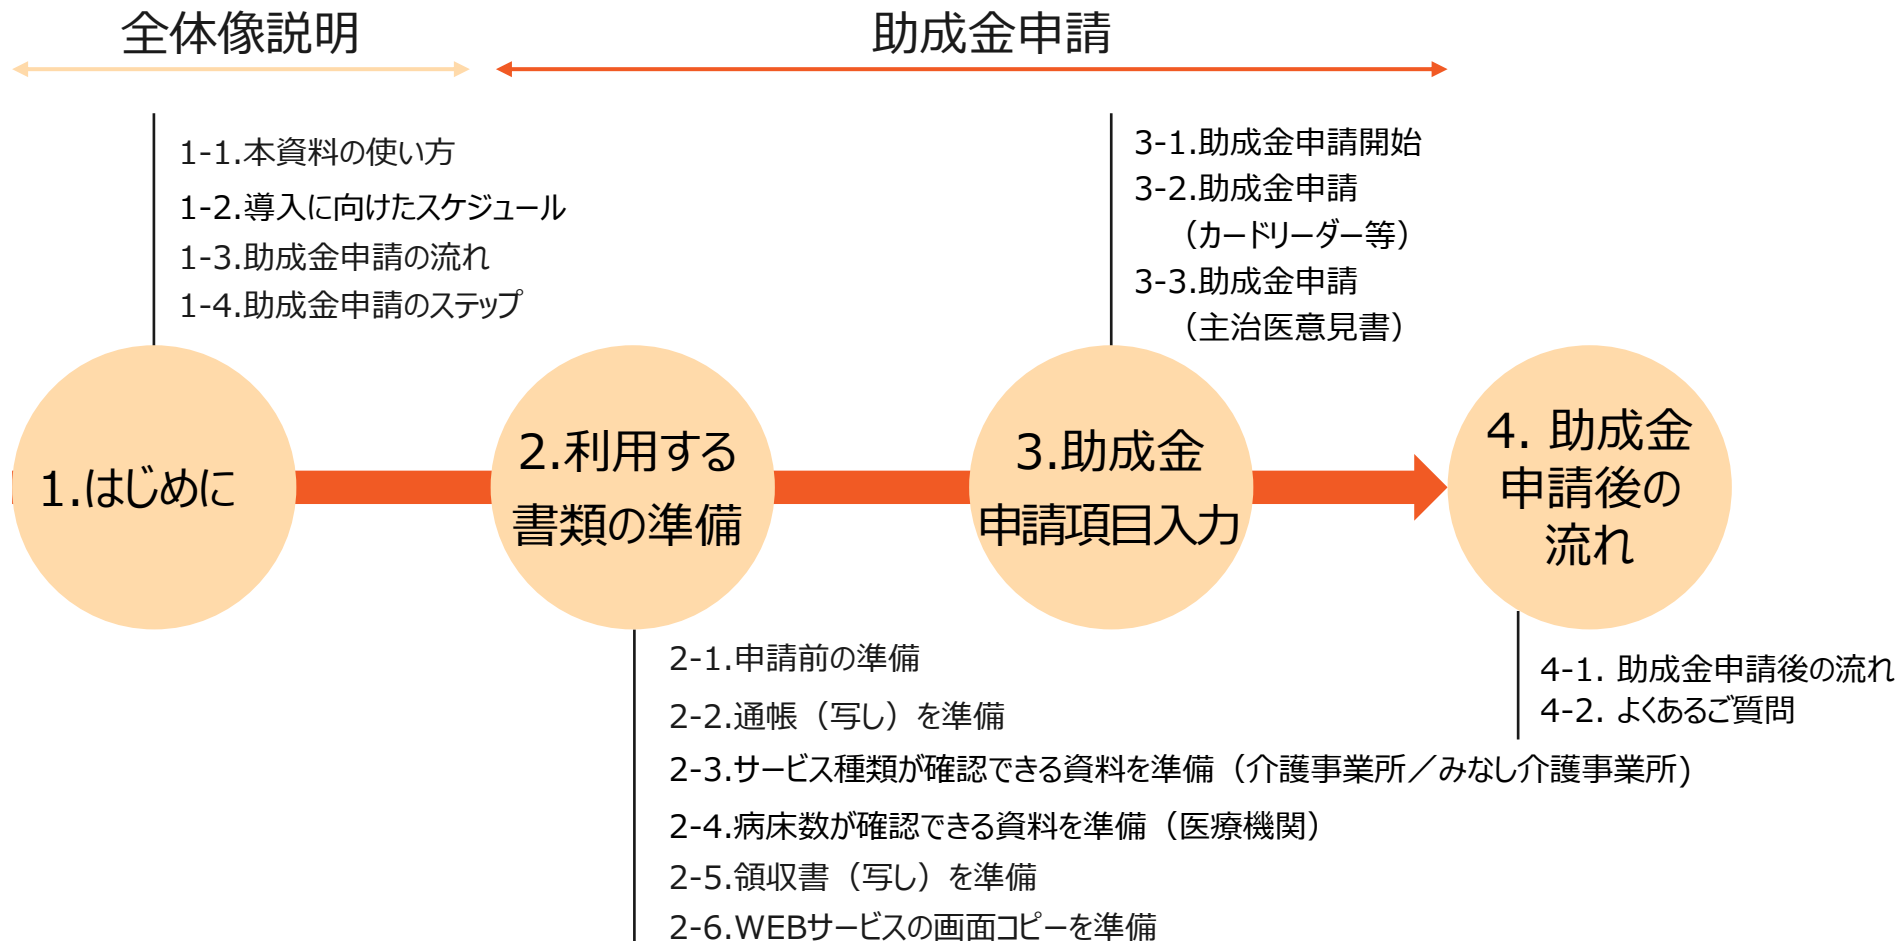 全体像説明
助成金申請
1-1.本資料の使い方
1-2.導入に向けたスケジュール
1-3.助成金申請の流れ
1-4.助成金申請のステップ
3-1.助成金申請開始
3-2.助成金申請
（カードリーダー等）
3-3.助成金申請
（主治医意見書）
1.はじめに
2.利用する
書類の準備
3.助成金
申請項目入力
4. 助成金
申請後の
流れ
2-1.申請前の準備
2-2.通帳（写し）を準備
2-3.サービス種類が確認できる資料を準備（介護事業所／みなし介護事業所)
2-4.病床数が確認できる資料を準備（医療機関）
2-5.領収書（写し）を準備
2-6.WEBサービスの画面コピーを準備
4-1. 助成金申請後の流れ
4-2. よくあるご質問